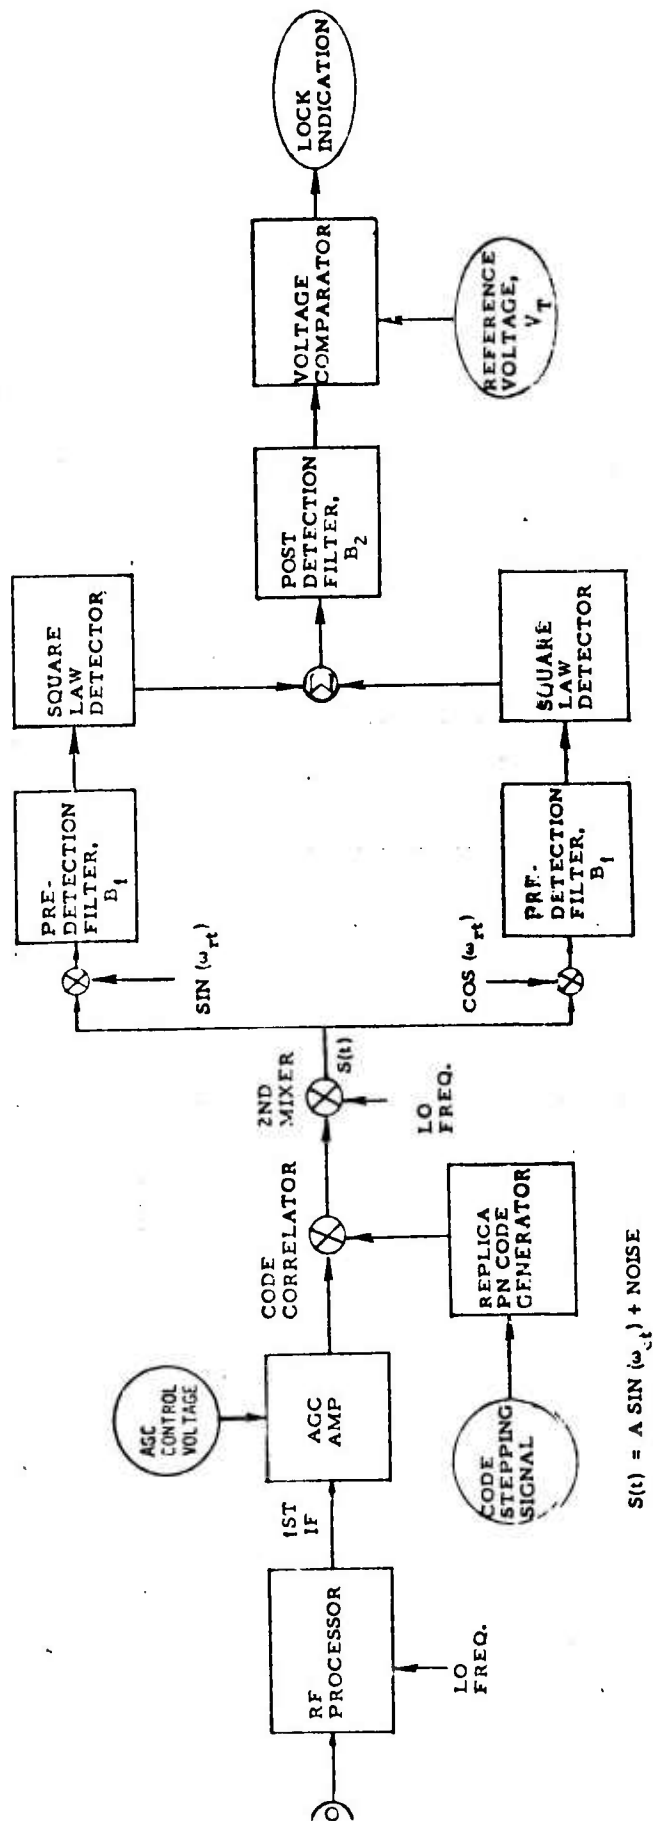 RF
PROCESSOR
LO
FREQ.
1ST
IF
AGC
CONTROL
VOLTAGE
AGC
AMP
CODE
CORRELATOR
CODE
STEPPING
SIGNAL
REPLICA
PN CODE
GENERATOR
2ND
MIXER
S(t)
LO
FREQ.
SIN (ω_rt)
COS (ω_rt)
PRE-
DETECTION
FILTER,
B_1
SQUARE
LAW
DETECTOR
PRE-
DETECTION
FILTER,
B_1
SQUARE
LAW
DETECTOR
Σ
POST
DETECTION
FILTER,
B_2
VOLTAGE
COMPARATOR
REFERENCE
VOLTAGE,
V_T
LOCK
INDICATION
S(t) = A SIN (ω_ct) + NOISE